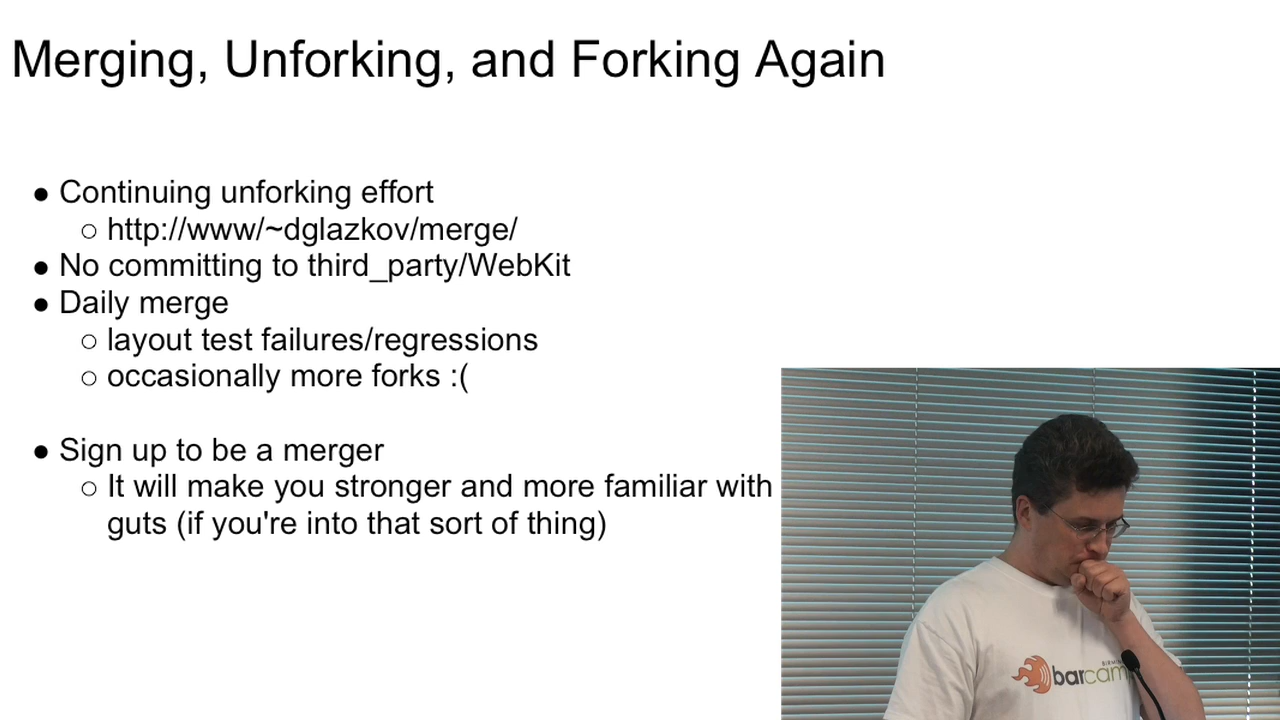 Merging, Unforking, and Forking Again
● Continuing unforking effort
○ http://www/~dglazkov/merge/
● No committing to third_party/WebKit
● Daily merge
○ layout test failures/regressions
○ occasionally more forks :(
● Sign up to be a merger
○ It will make you stronger and more familiar with
guts (if you're into that sort of thing)
barcam